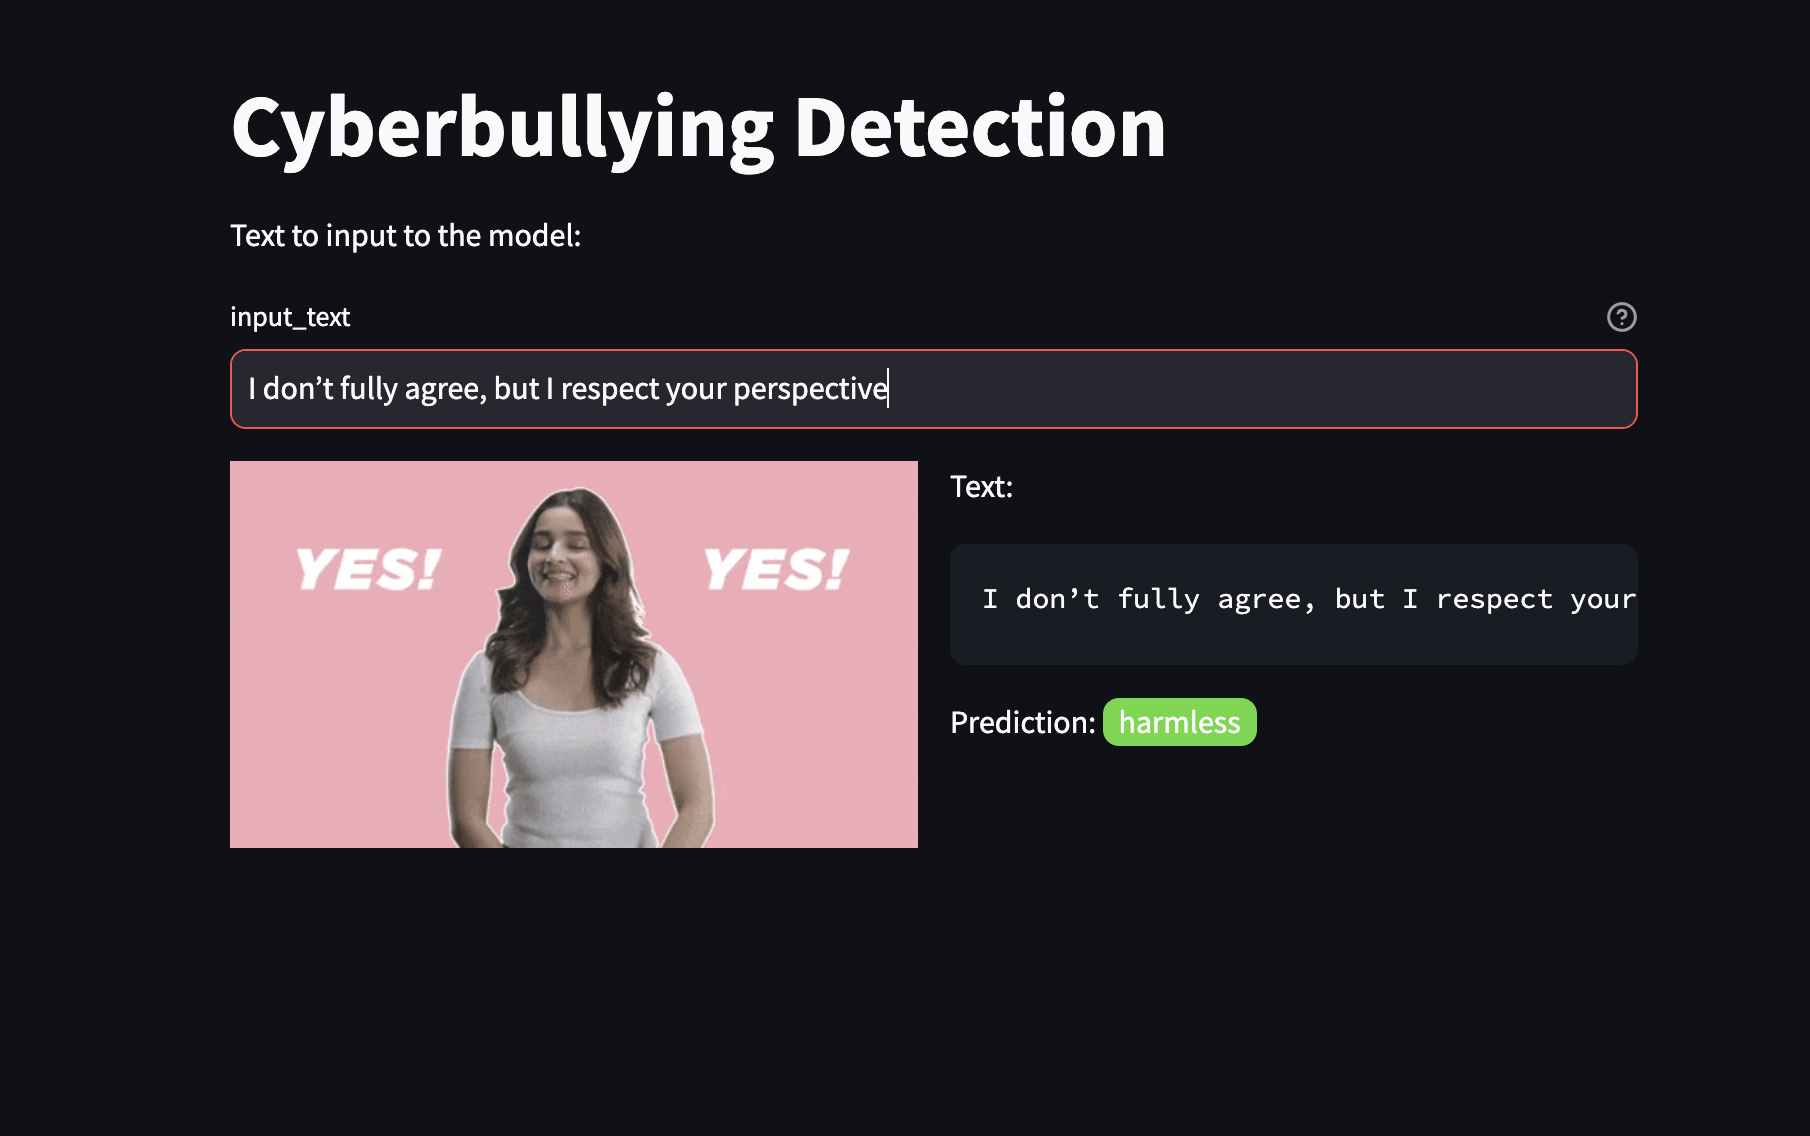 Cyberbullying Detection
Text to input to the model:
input_text
I don’t fully agree, but I respect your perspective
YES! YES!
Text:
I don’t fully agree, but I respect your
Prediction: harmless